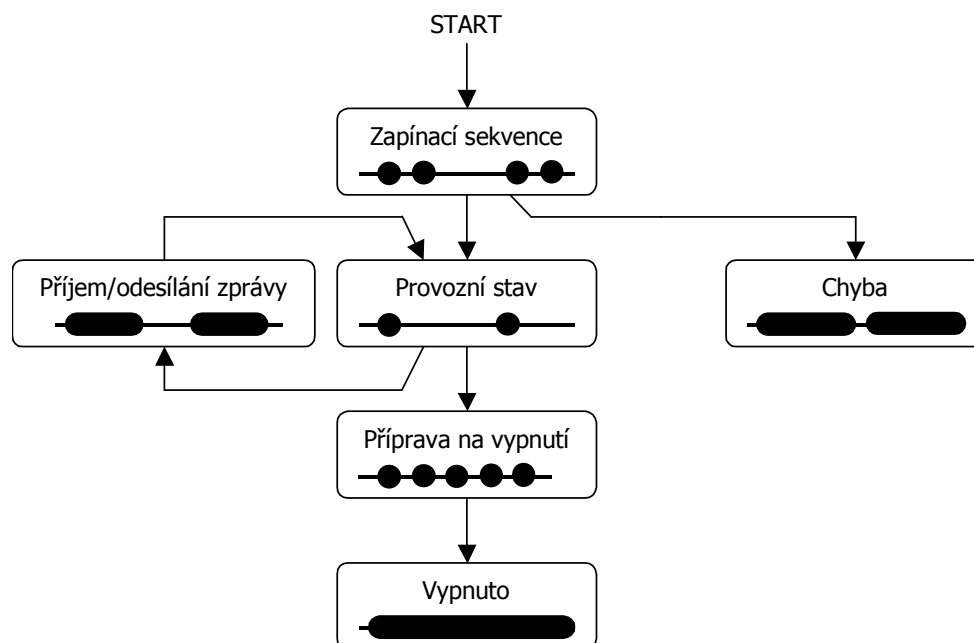 START
Zapínací sekvence
Příjem/odesílání zprávy
Provozní stav
Chyba
Příprava na vypnutí
Vypnuto